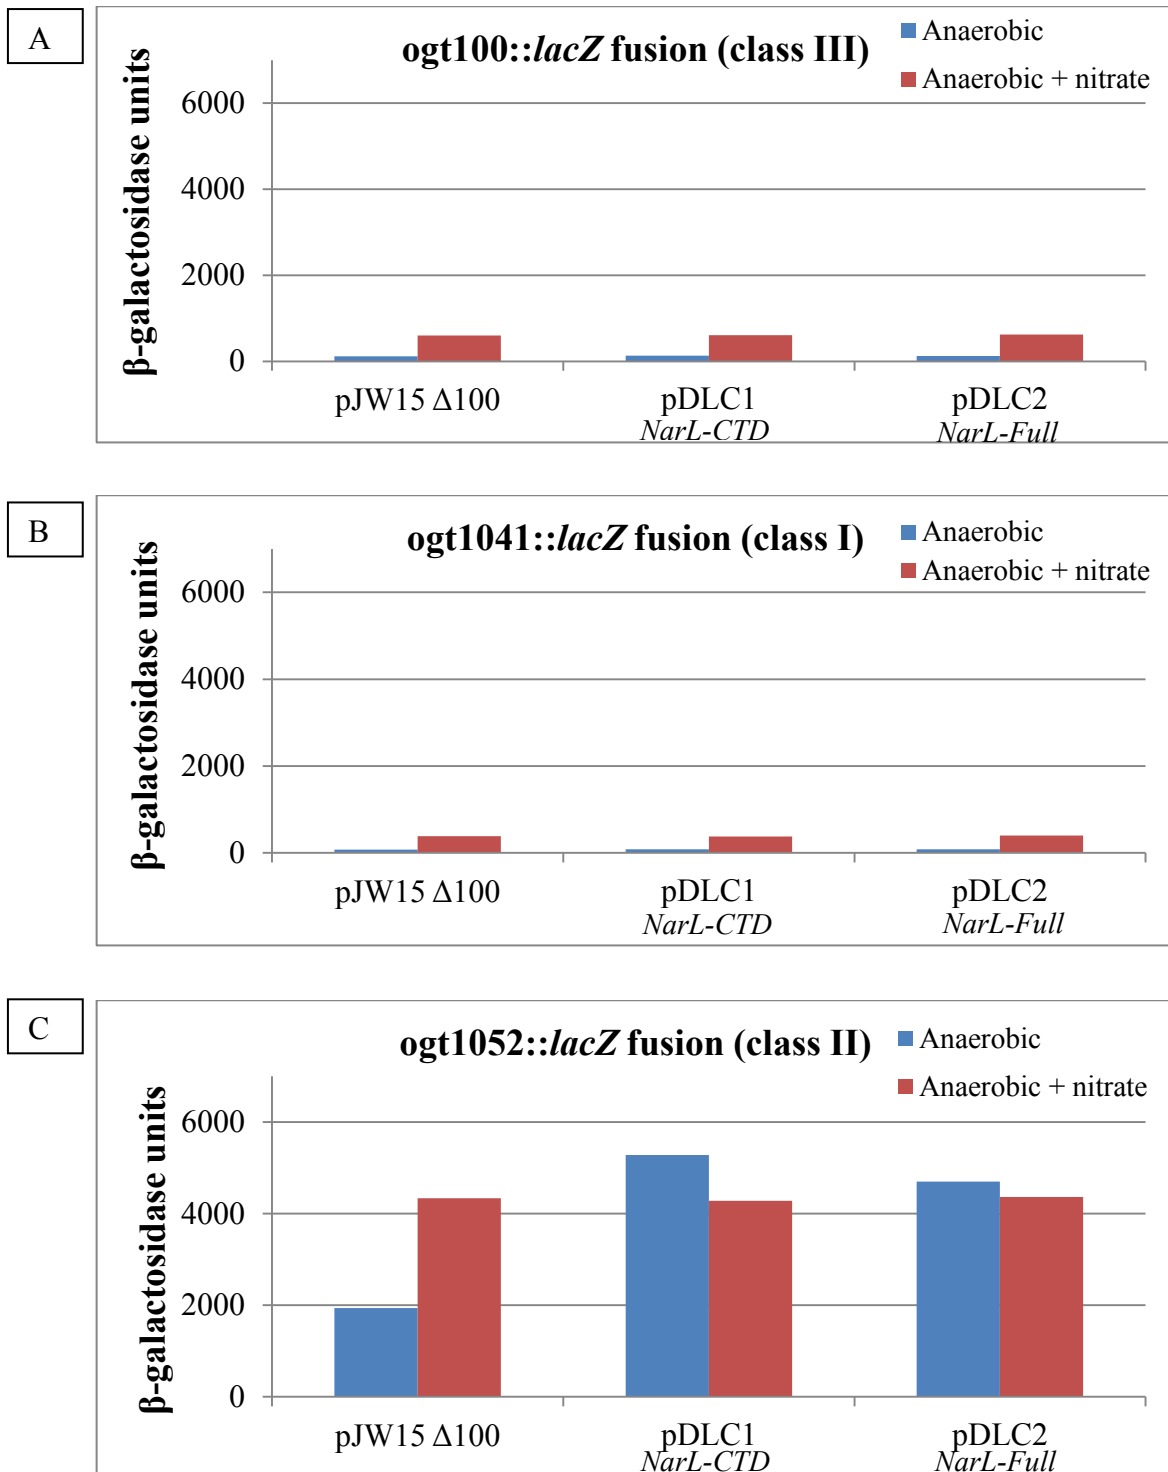 A
ogt100::lacZ fusion (class III)
Anaerobic
Anaerobic + nitrate
β-galactosidase units
6000
4000
2000
0
pJW15 Δ100
pDLC1
NarL-CTD
pDLC2
NarL-Full
B
ogt1041::lacZ fusion (class I)
Anaerobic
Anaerobic + nitrate
β-galactosidase units
6000
4000
2000
0
pJW15 Δ100
pDLC1
NarL-CTD
pDLC2
NarL-Full
C
ogt1052::lacZ fusion (class II)
Anaerobic
Anaerobic + nitrate
β-galactosidase units
6000
4000
2000
0
pJW15 Δ100
pDLC1
NarL-CTD
pDLC2
NarL-Full